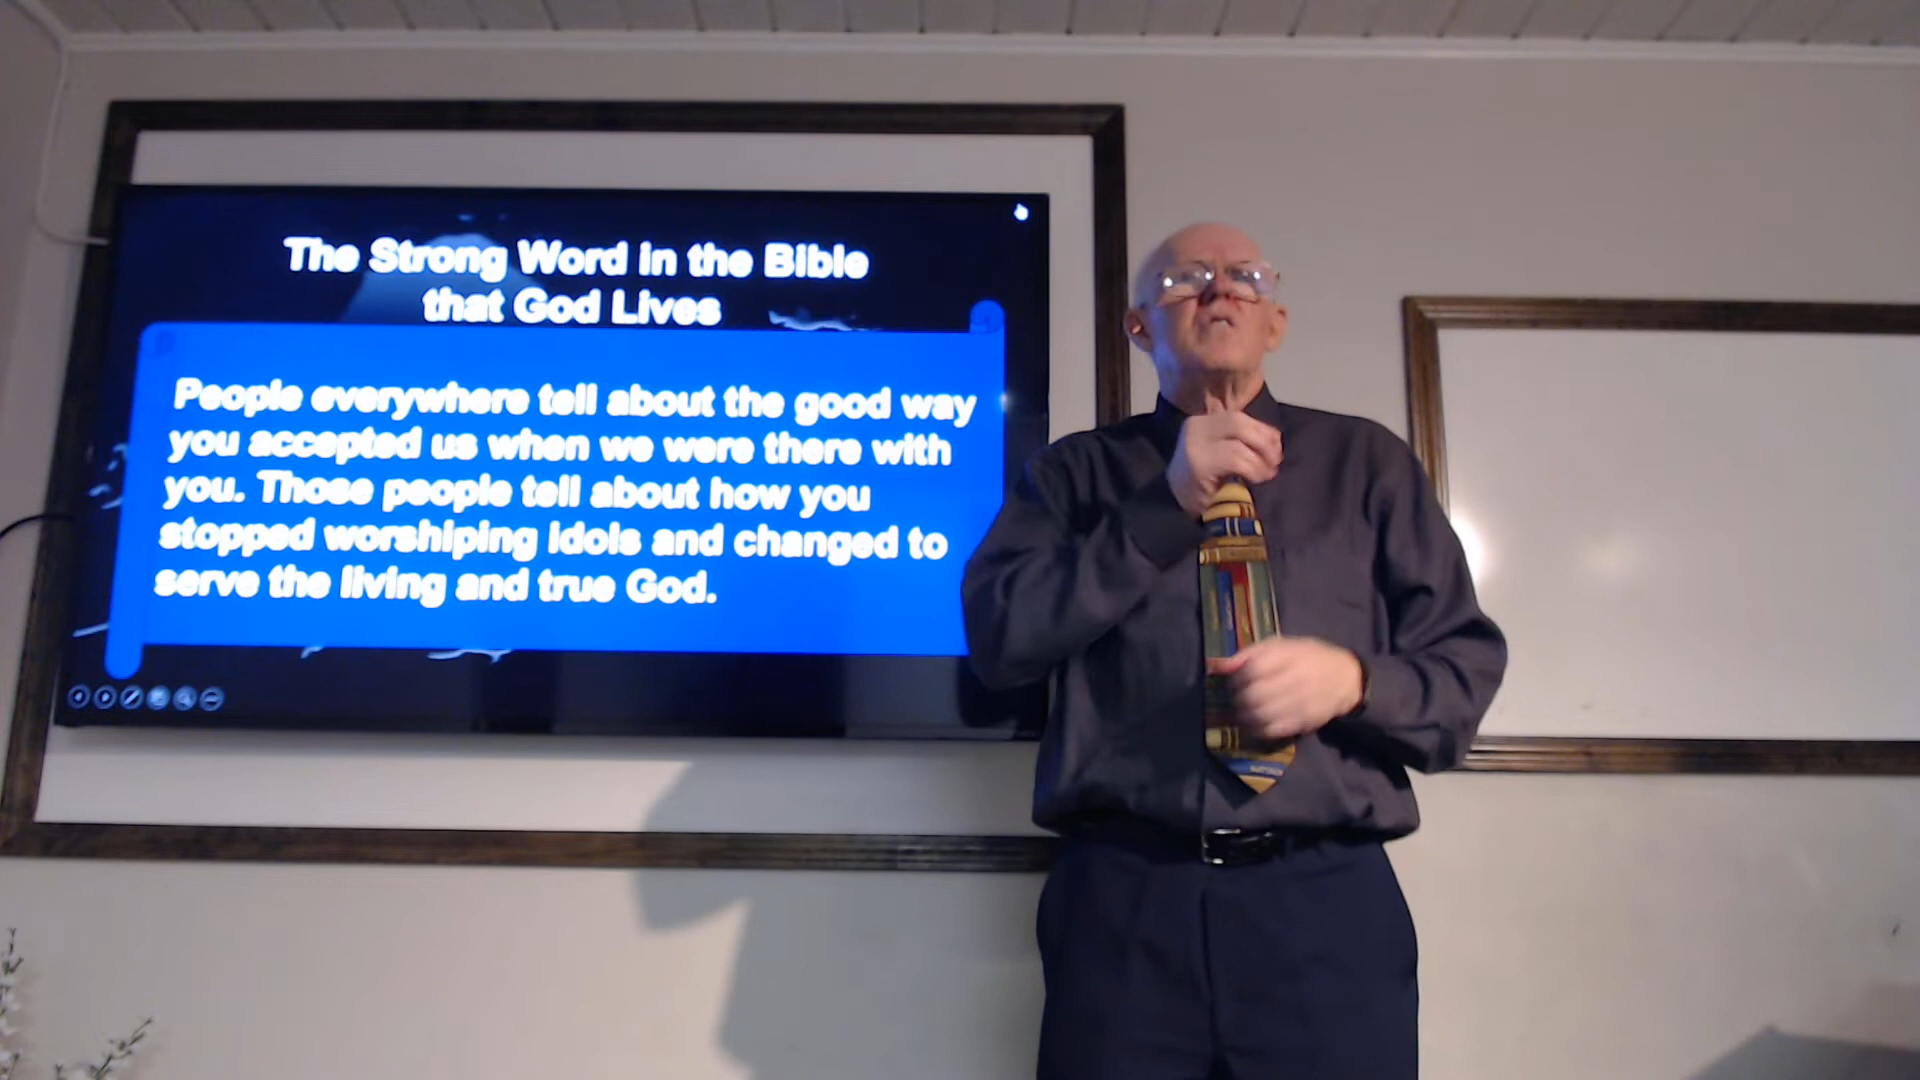 The Strong Word in the Bible
that God Lives
People everywhere tell about the good way
you accepted us when we were there with
you. Those people tell about how you
stopped worshiping idols and changed to
serve the living and true God.